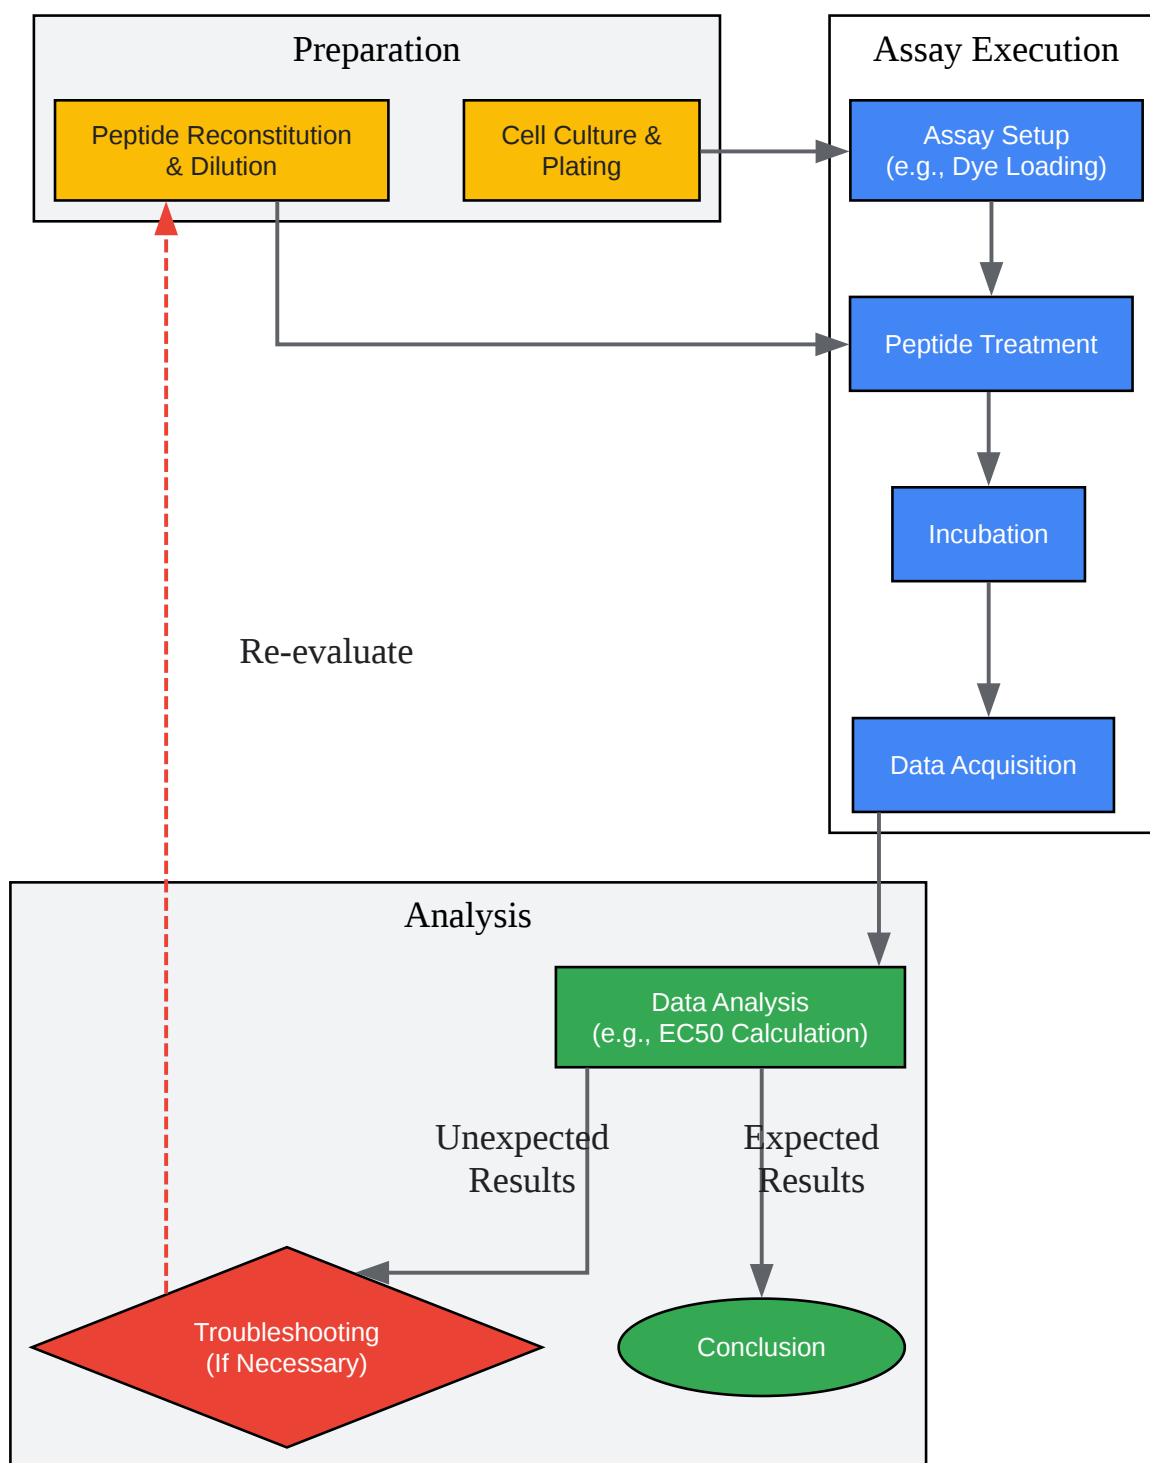 Preparation
Peptide Reconstitution
& Dilution
Cell Culture &
Plating
Assay Execution
Assay Setup
(e.g., Dye Loading)
Peptide Treatment
Incubation
Data Acquisition
Re-evaluate
Analysis
Data Analysis
(e.g., EC50 Calculation)
Unexpected
Results
Expected
Results
Troubleshooting
(If Necessary)
Conclusion